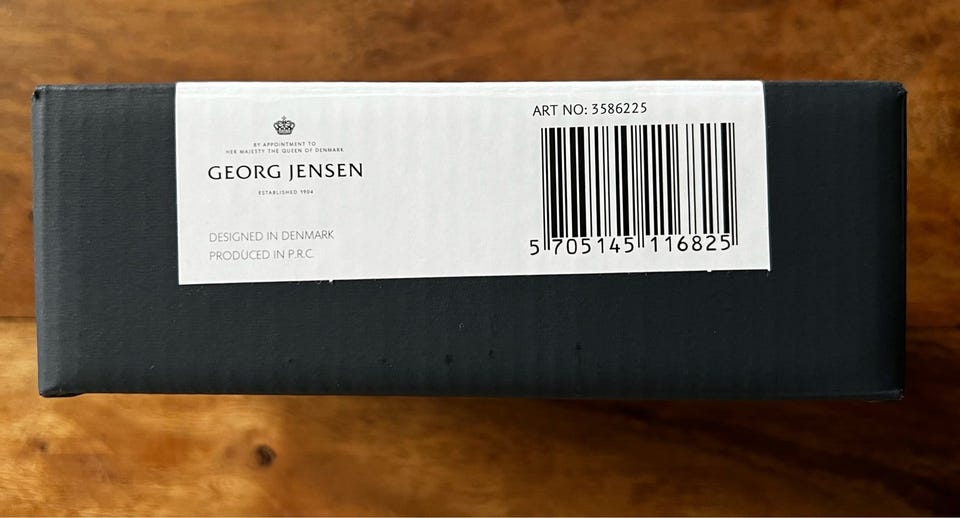 BY APPOINTMENT TO
HER MAJESTY THE QUEEN OF DENMARK
GEORG JENSEN
ESTABLISHED 1904
DESIGNED IN DENMARK
PRODUCED IN P.R.C.
ART NO: 3586225
5 705145 116825